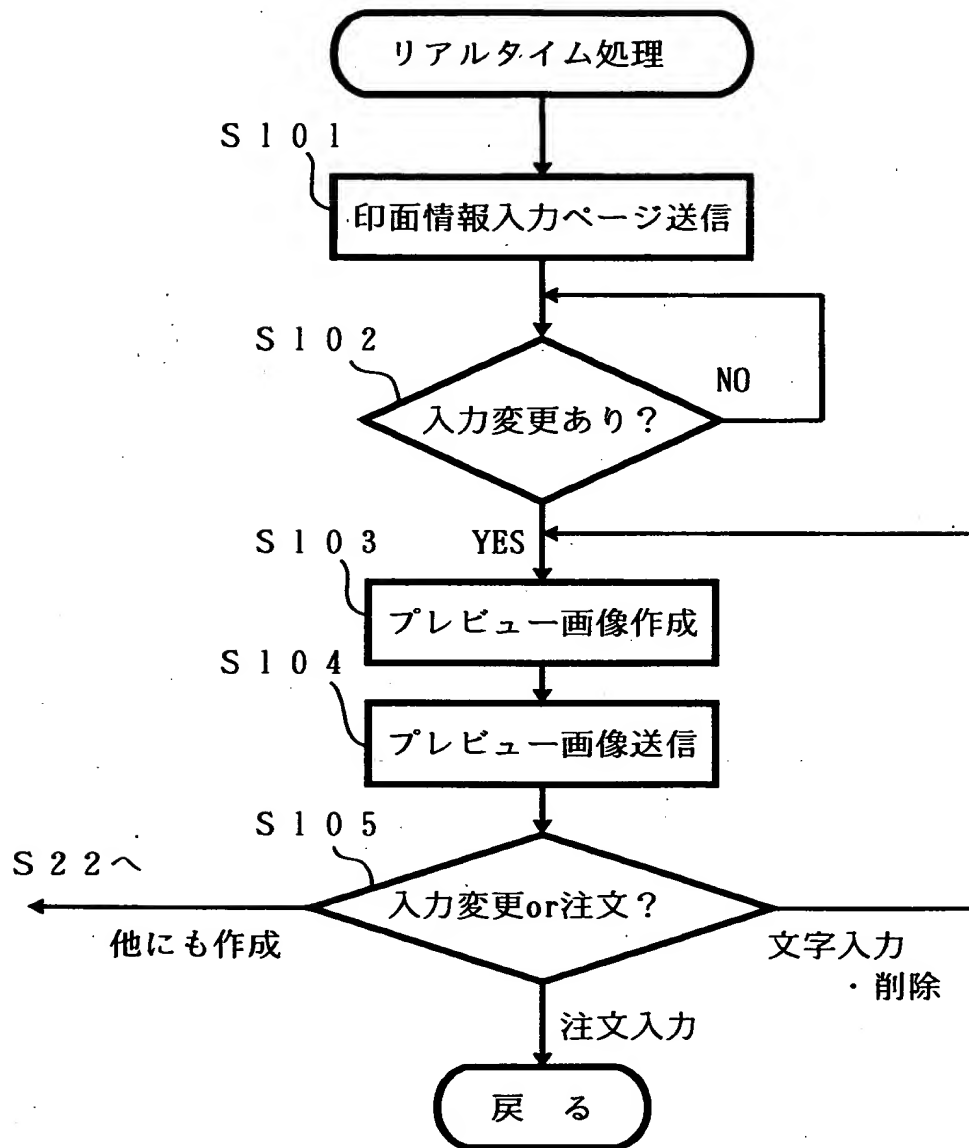 リアルタイム処理
S101
印面情報入力ページ送信
S102
NO
入力変更あり?
S103
YES
プレビュー画像作成
S104
プレビュー画像送信
S105
S22へ
入力変更or注文?
他にも作成
文字入力
・削除
注文入力
戻 る